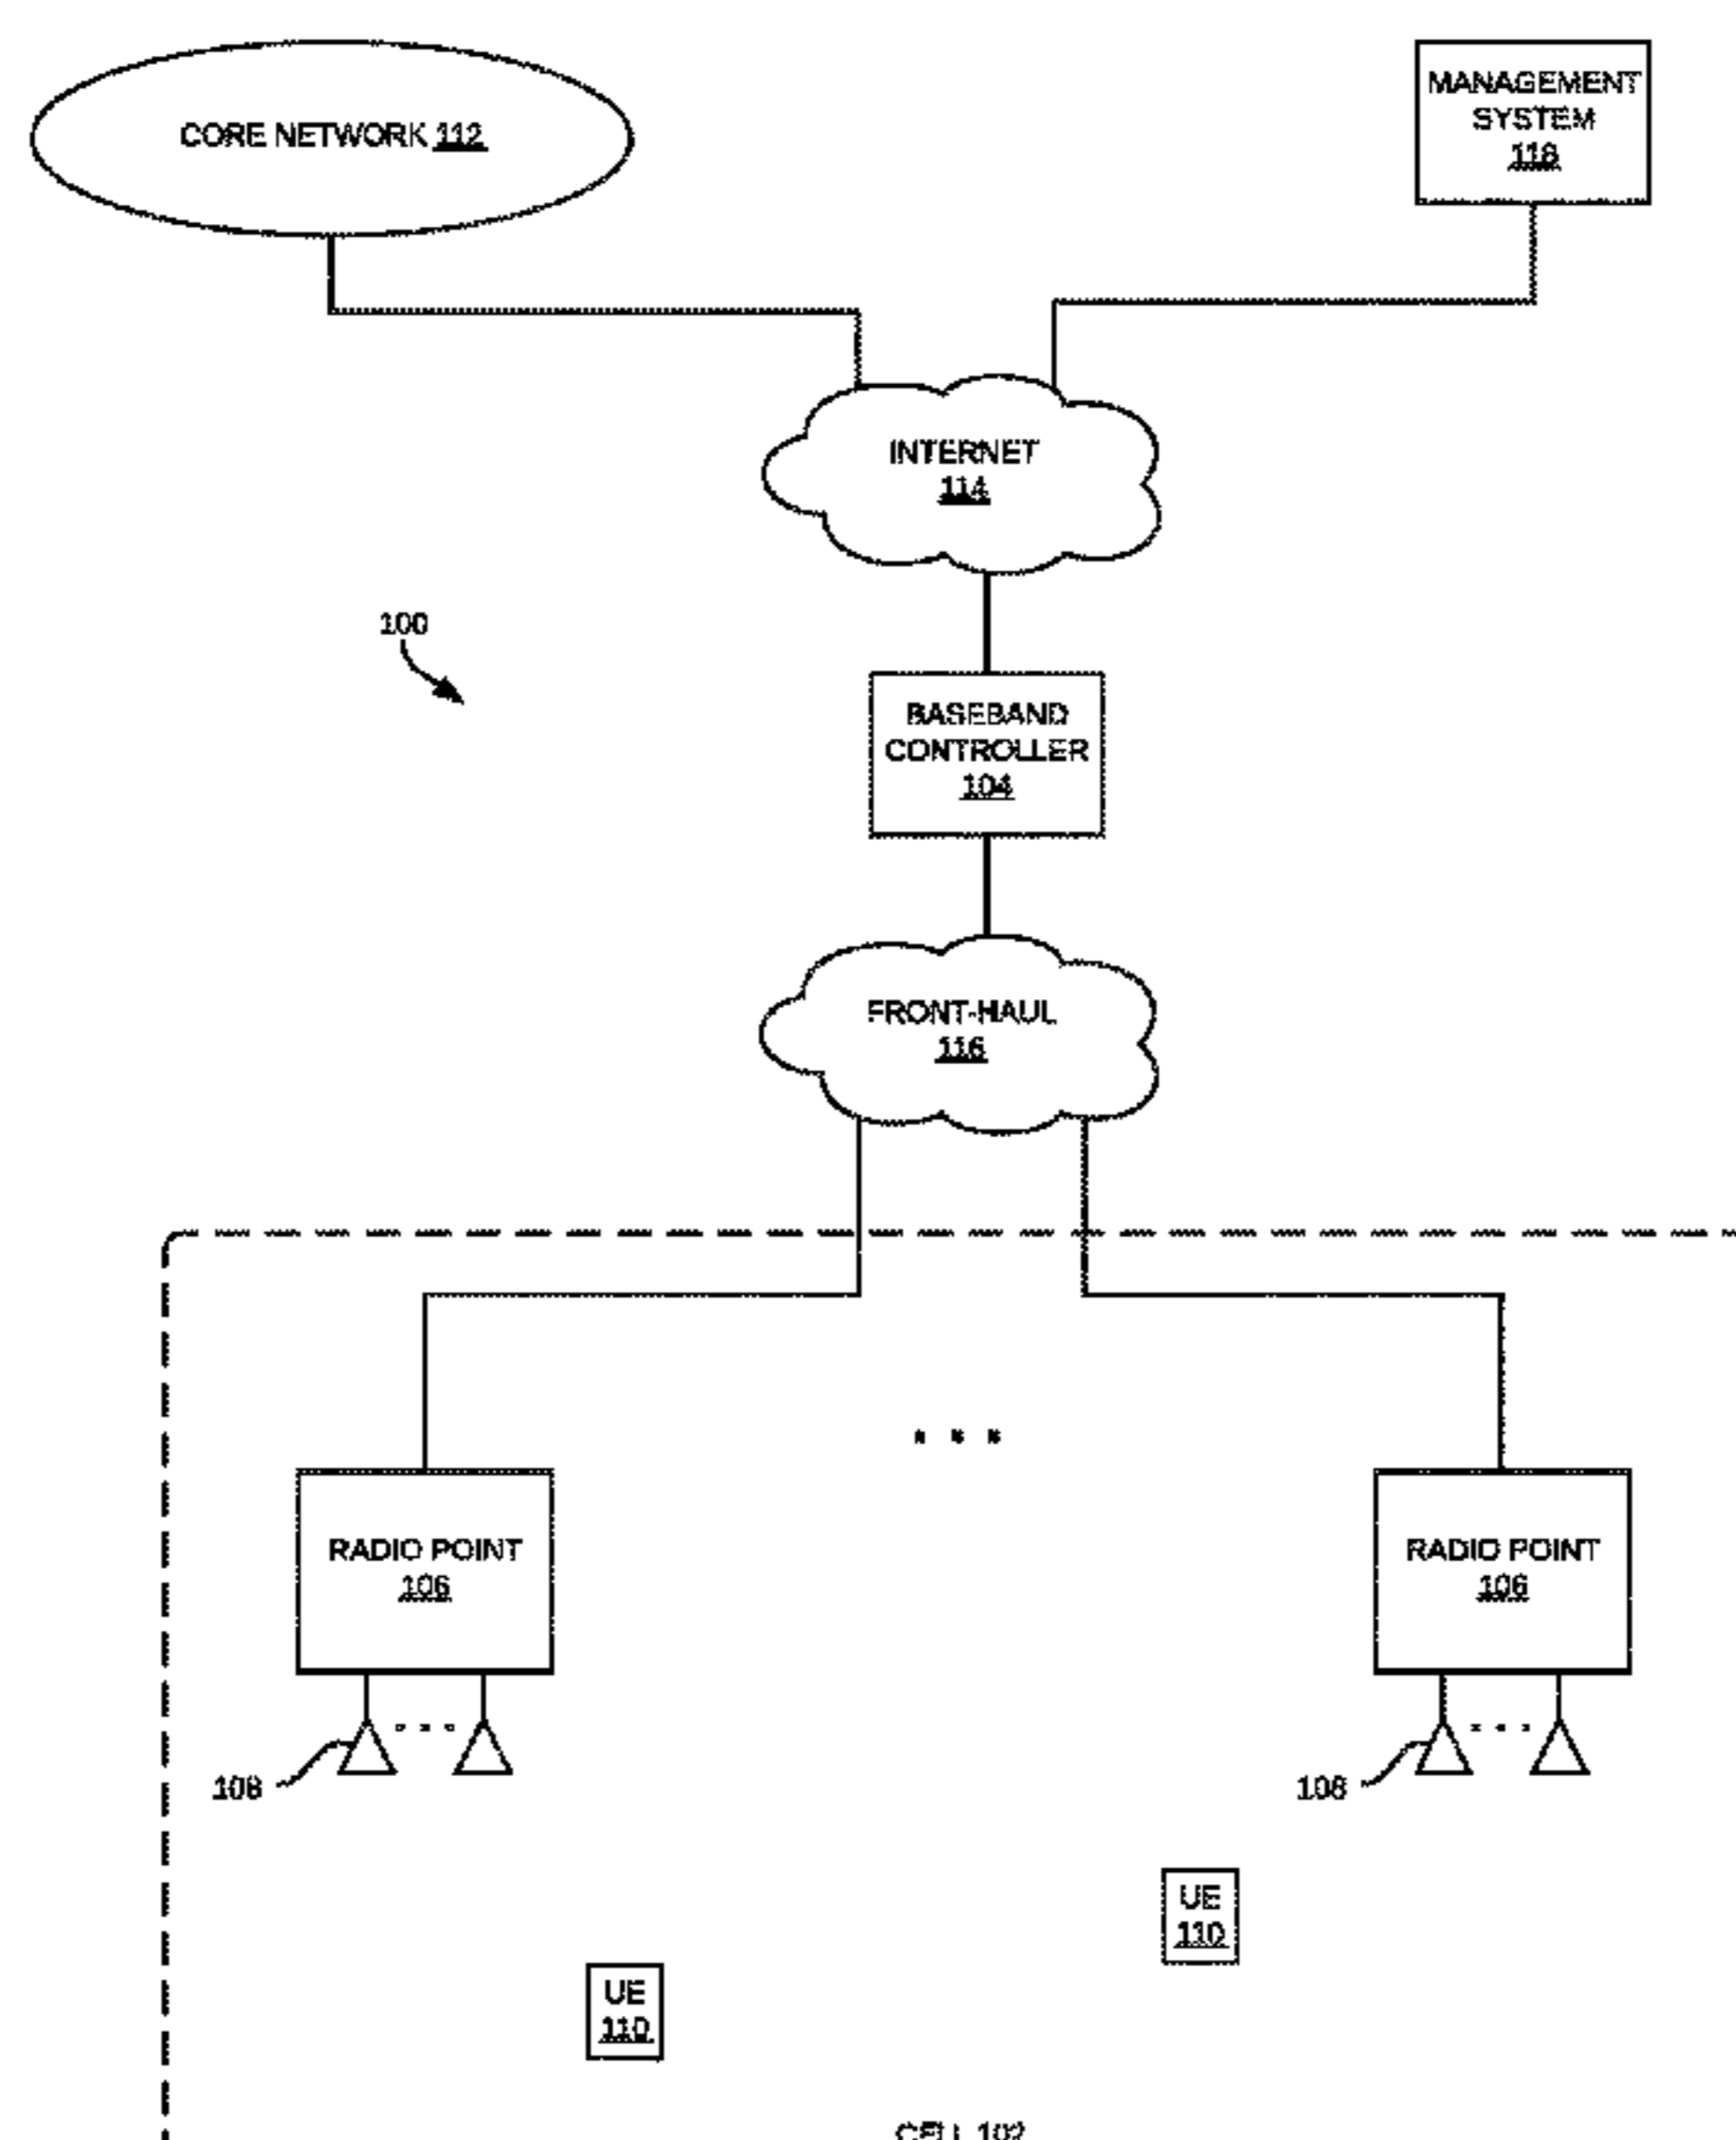 CORE NETWORK 112
MANAGEMENT
SYSTEM
118
INTERNET
114
100
BASEBAND
CONTROLLER
104
FRONT-HAUL
116
RADIO POINT
106
RADIO POINT
106
108
108
UE
110
UE
110
CELL 102